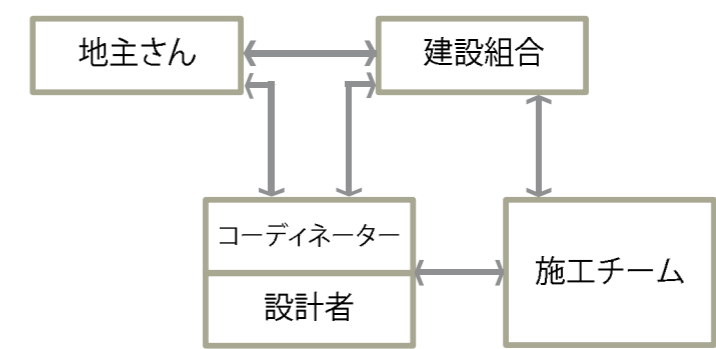 地主さん
建設組合
コーディネーター
設計者
施工チーム